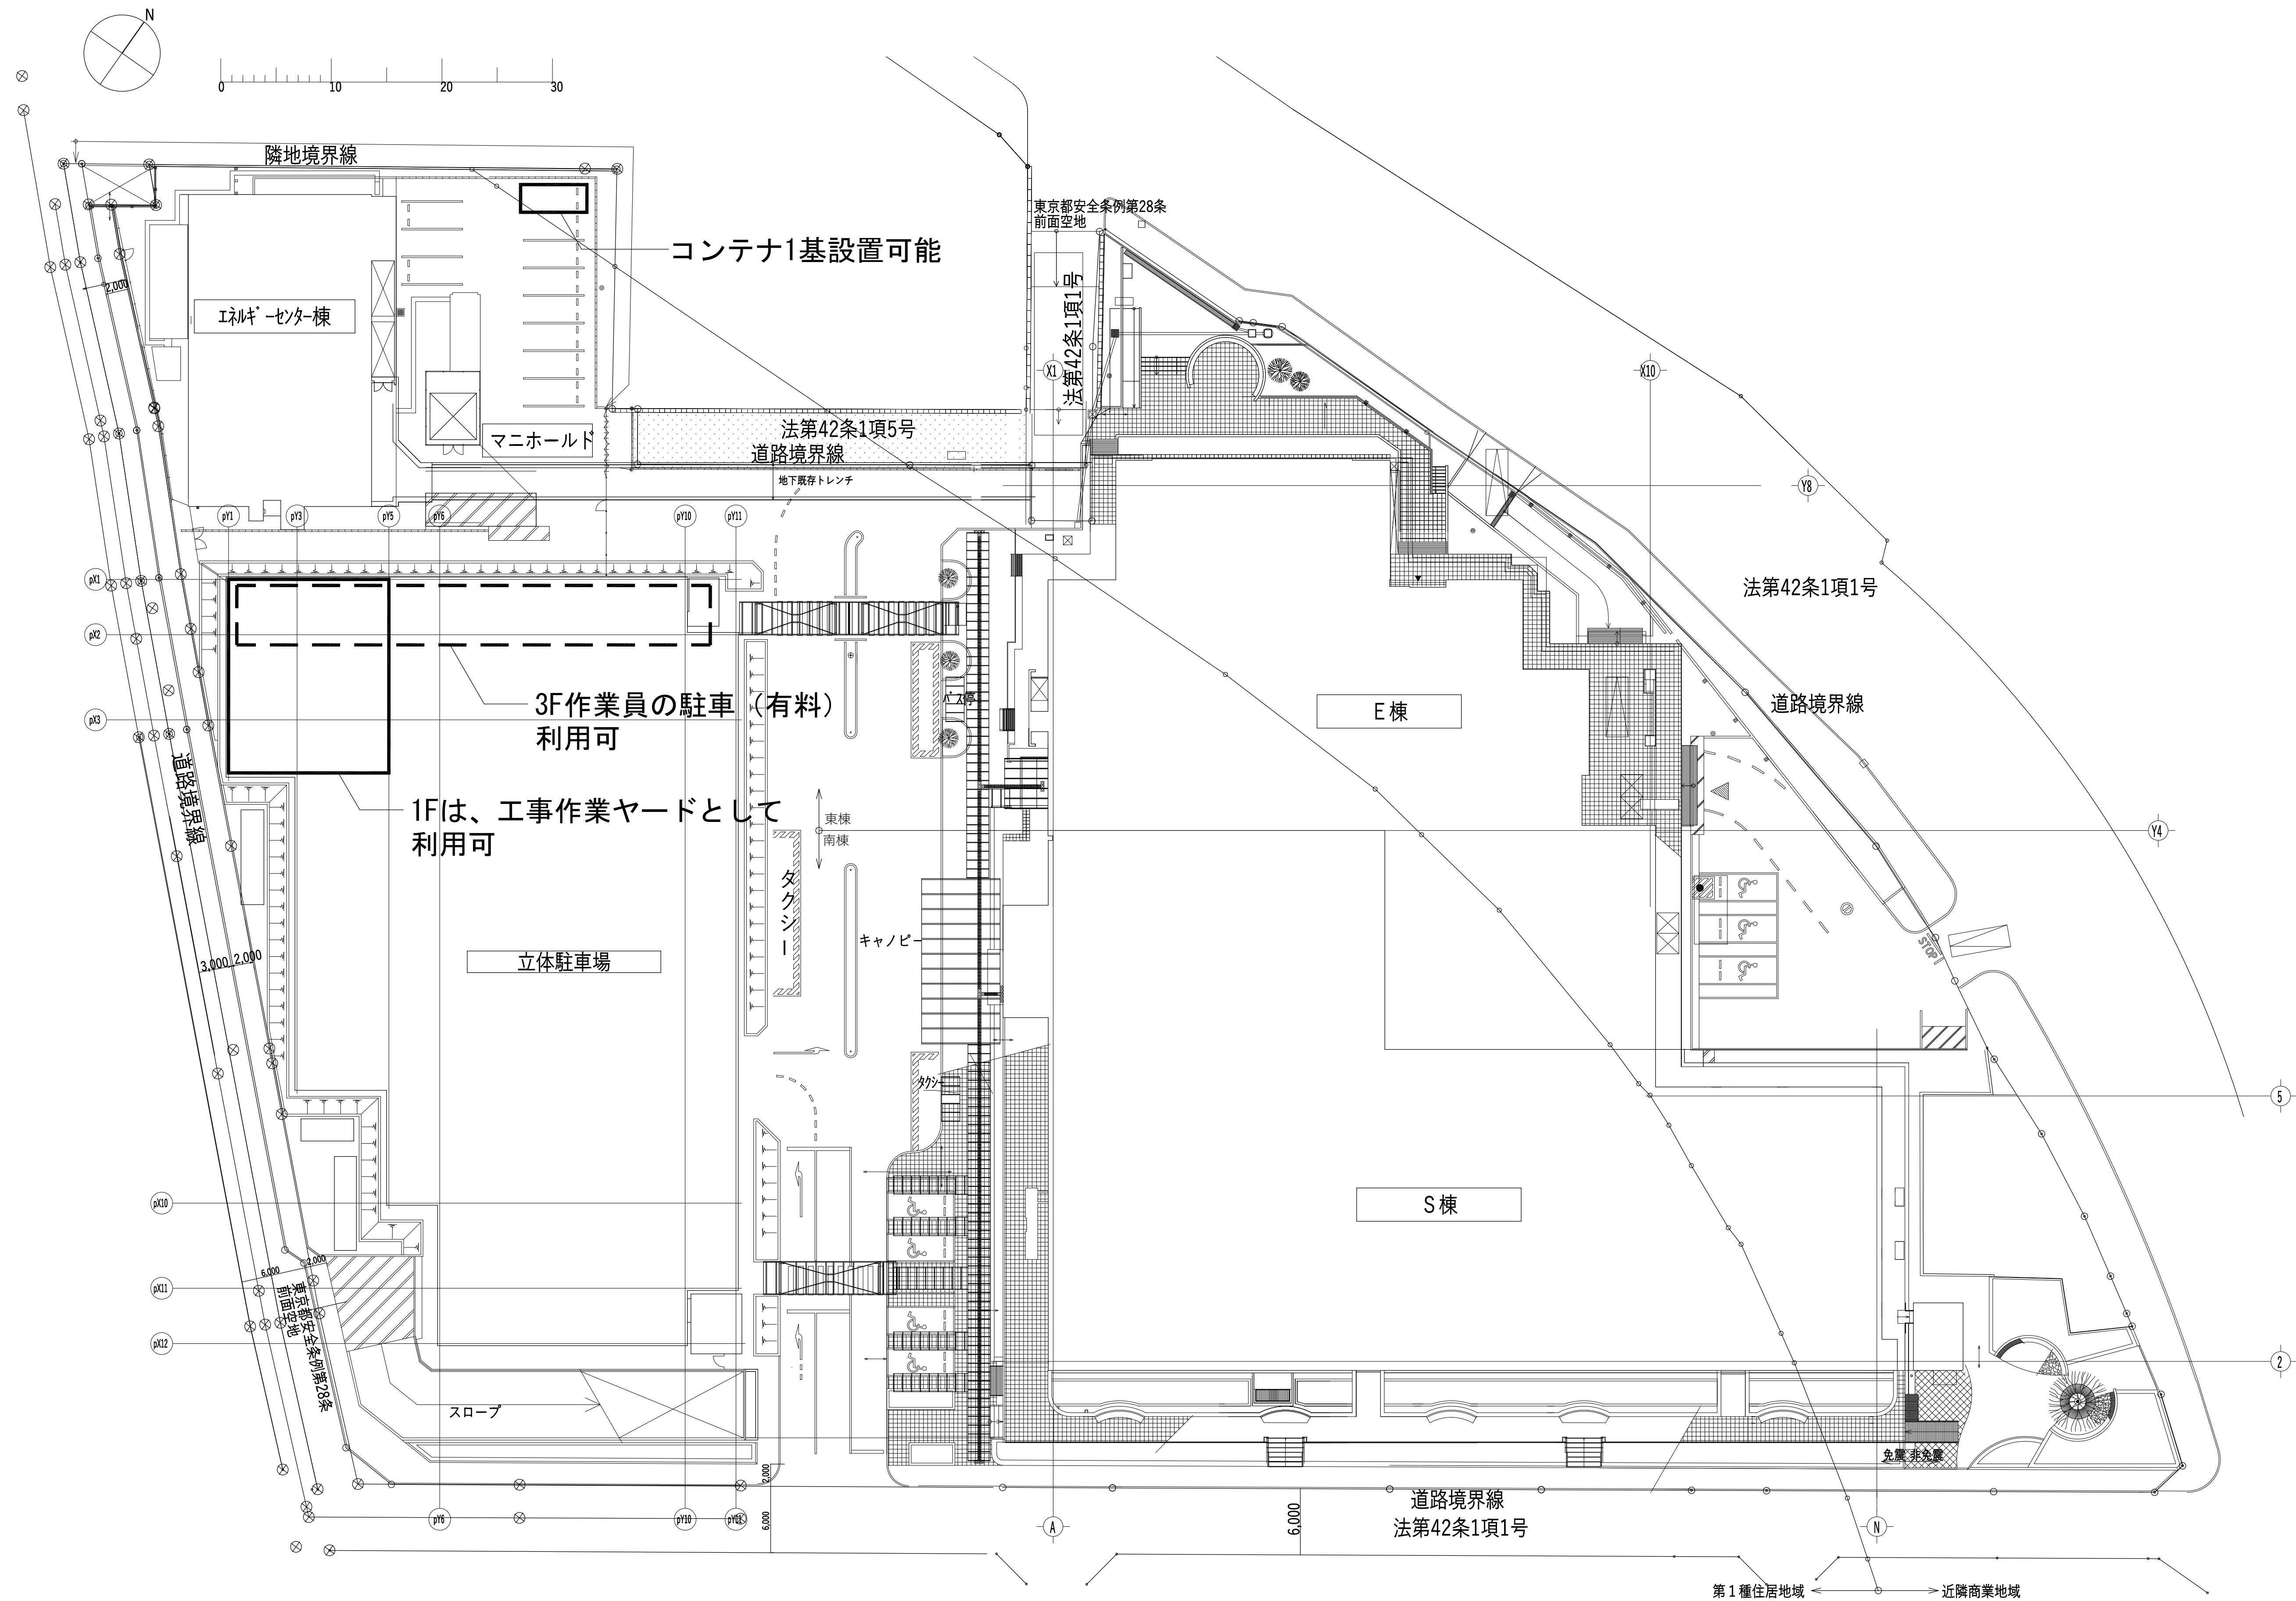 N
0 10 20 30
隣地境界線
東京都安全条例第28条
前面空地
コンテナ1基設置可能
法第42条1項1号
2,000
エネルギーセンター棟
X1
X10
マニホールド
法第42条1項5号
道路境界線
地下既存トレンチ
Y8
pY1
pY3
pY5
pY6
pY10
pY11
pX1
法第42条1項1号
pX2
3F作業員の駐車（有料）
利用可
バス停
道路境界線
E棟
pX3
道路境界線
1Fは、工事作業ヤードとして
利用可
東棟
南棟
Y4
タクシー
キャノピー
STOP
立体駐車場
3,000
2,000
タクシー
5
pX10
S棟
6,000
2,000
pX11
東京都安全条例第28条
前面空地
pX12
2
スロープ
免震
非免震
2,000
6,000
pY6
pY10
pY11
A
6,000
道路境界線
法第42条1項1号
N
第１種住居地域
近隣商業地域